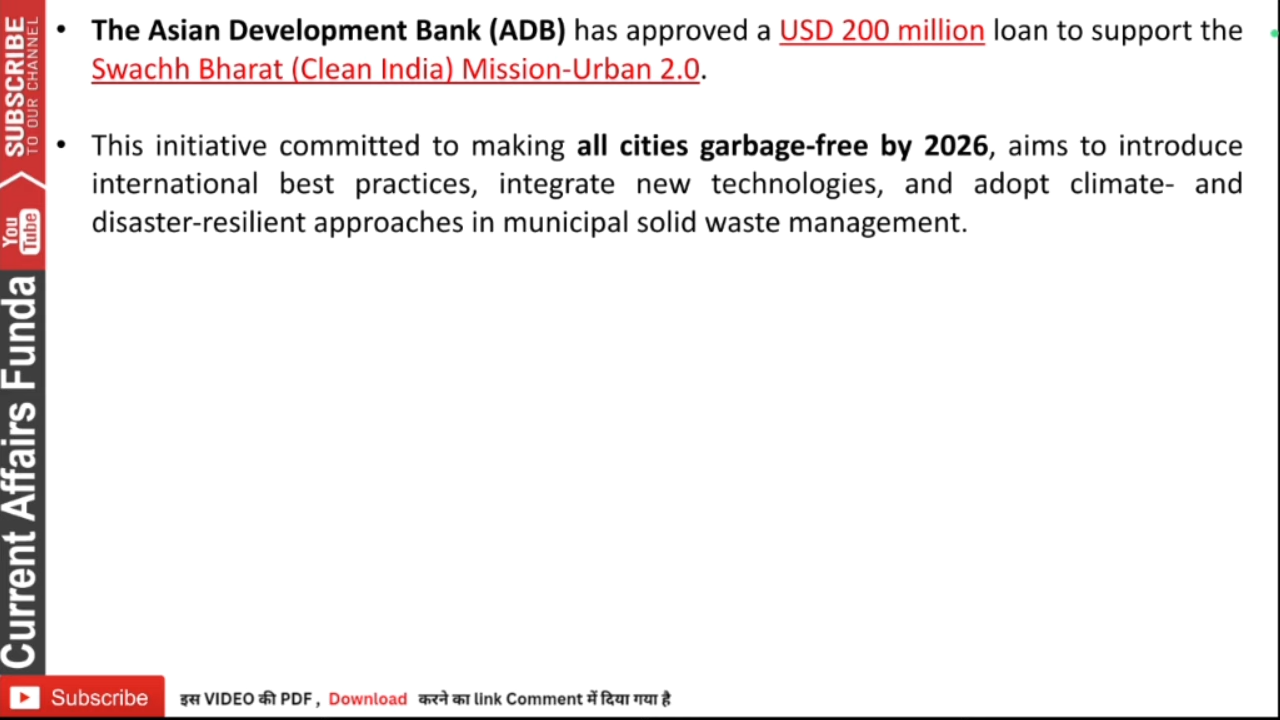 • The Asian Development Bank (ADB) has approved a USD 200 million loan to support the
Swachh Bharat (Clean India) Mission-Urban 2.0.
• This initiative committed to making all cities garbage-free by 2026, aims to introduce
international best practices, integrate new technologies, and adopt climate- and
disaster-resilient approaches in municipal solid waste management.
SUBSCRIBE
TO OUR CHANNEL
You
Tube
Current Affairs Funda
Subscribe
इस VIDEO की PDF , Download करने का link Comment में दिया गया है